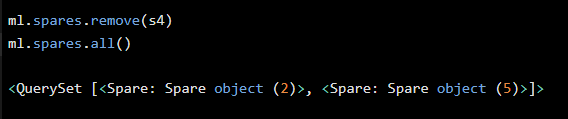 ml.spares.remove(s4)
ml.spares.all()
<QuerySet [<Spare: Spare object (2)>, <Spare: Spare object (5)>]>